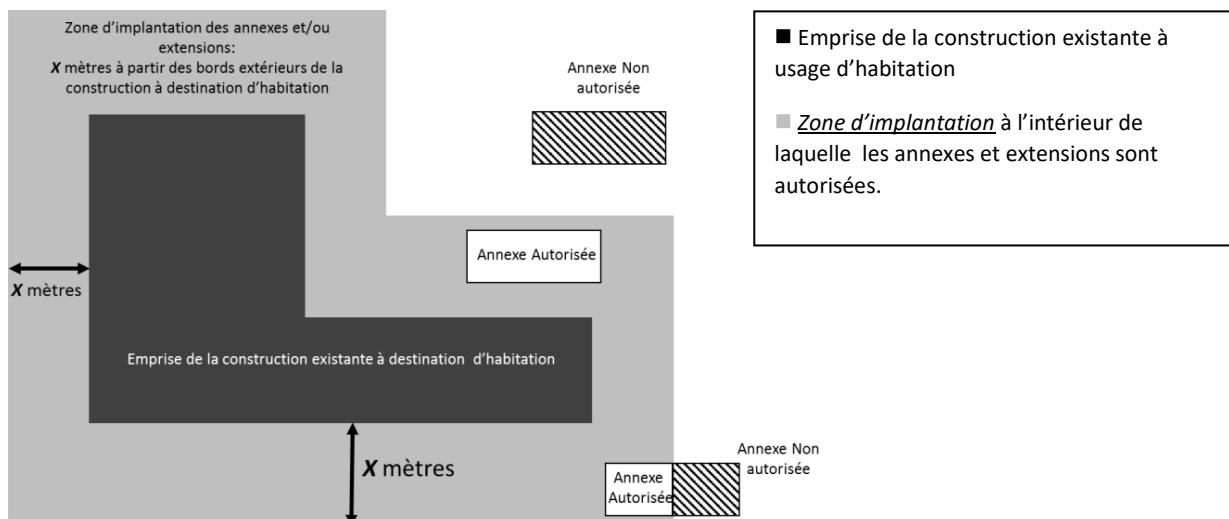 Zone d’implantation des annexes et/ou
extensions:
X mètres à partir des bords extérieurs de la
construction à destination d’habitation
Annexe Non
autorisée
Annexe Autorisée
X mètres
Emprise de la construction existante à destination d’habitation
X mètres
Annexe
Autorisée
Annexe Non
autorisée
■ Emprise de la construction existante à
usage d’habitation
■ Zone d’implantation à l’intérieur de
laquelle les annexes et extensions sont
autorisées.